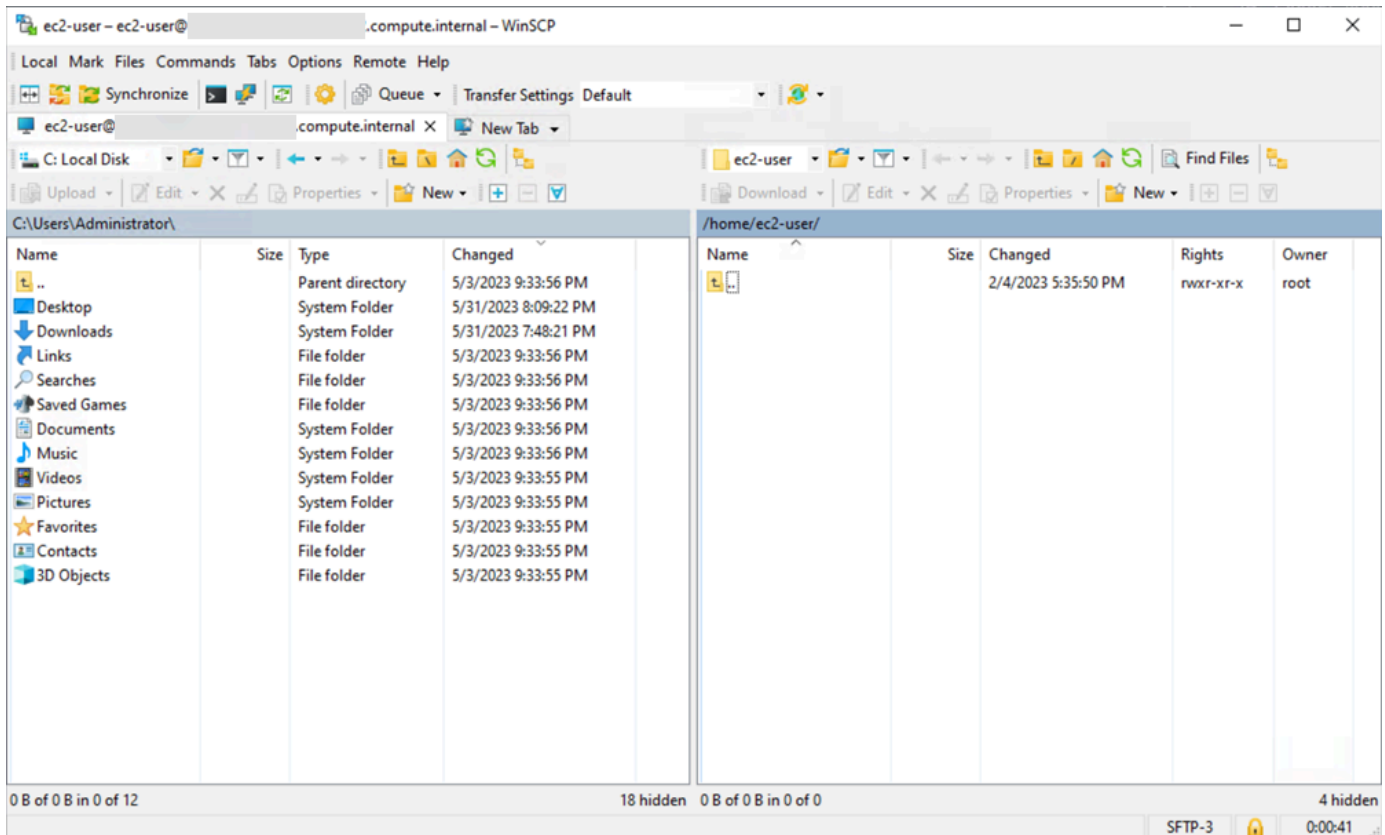 ec2-user – ec2-user@ .compute.internal – WinSCP
Local Mark Files Commands Tabs Options Remote Help
Synchronize Queue Transfer Settings Default
ec2-user@ .compute.internal New Tab
C: Local Disk
Upload Edit Properties New
C:\Users\Administrator\
Name Size Type Changed
.. Parent directory 5/3/2023 9:33:56 PM
Desktop System Folder 5/31/2023 8:09:22 PM
Downloads System Folder 5/31/2023 7:48:21 PM
Links File folder 5/3/2023 9:33:56 PM
Searches File folder 5/3/2023 9:33:56 PM
Saved Games File folder 5/3/2023 9:33:56 PM
Documents System Folder 5/3/2023 9:33:56 PM
Music System Folder 5/3/2023 9:33:56 PM
Videos System Folder 5/3/2023 9:33:55 PM
Pictures System Folder 5/3/2023 9:33:55 PM
Favorites File folder 5/3/2023 9:33:55 PM
Contacts File folder 5/3/2023 9:33:55 PM
3D Objects File folder 5/3/2023 9:33:55 PM
0 B of 0 B in 0 of 12 18 hidden
ec2-user Find Files
Download Edit Properties New
/home/ec2-user/
Name Size Changed Rights Owner
.. 2/4/2023 5:35:50 PM rwxr-xr-x root
0 B of 0 B in 0 of 0 4 hidden
SFTP-3 0:00:41